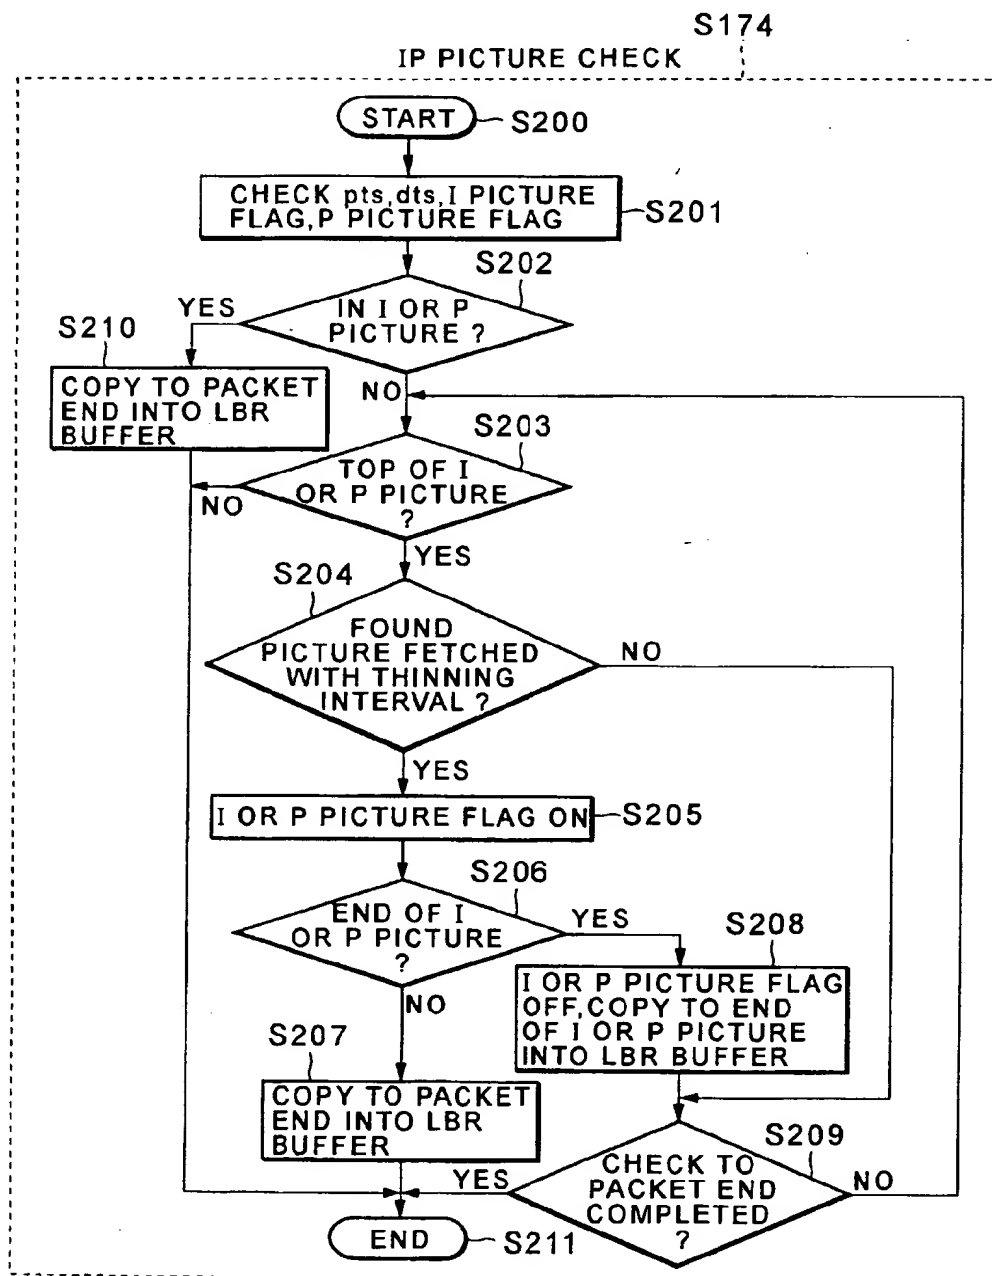 S174
IP PICTURE CHECK
START
S200
CHECK pts,dts,I PICTURE
FLAG,P PICTURE FLAG
S201
S202
IN I OR P
PICTURE ?
YES
S210
COPY TO PACKET
END INTO LBR
BUFFER
NO
S203
TOP OF I
OR P PICTURE
?
NO
YES
S204
FOUND
PICTURE FETCHED
WITH THINNING
INTERVAL ?
NO
YES
I OR P PICTURE FLAG ON
S205
S206
END OF I
OR P PICTURE
?
YES
S208
I OR P PICTURE FLAG
OFF,COPY TO END
OF I OR P PICTURE
INTO LBR BUFFER
NO
S207
COPY TO PACKET
END INTO LBR
BUFFER
S209
CHECK TO
PACKET END
COMPLETED
?
YES
NO
END
S211